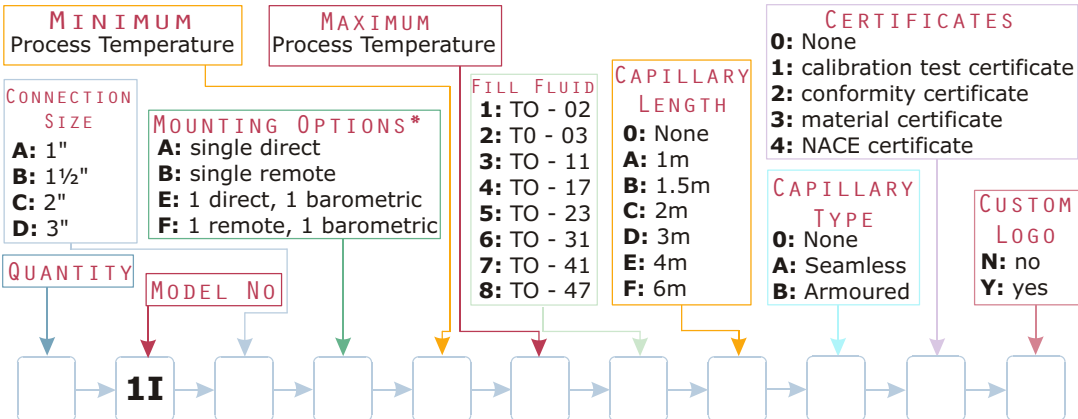 MINIMUM
Process Temperature
MAXIMUM
Process Temperature
CERTIFICATES
0: None
1: calibration test certificate
2: conformity certificate
3: material certificate
4: NACE certificate
CONNECTION
SIZE
A: 1"
B: 1½"
C: 2"
D: 3"
MOUNTING OPTIONS*
A: single direct
B: single remote
E: 1 direct, 1 barometric
F: 1 remote, 1 barometric
FILL FLUID
1: TO - 02
2: T0 - 03
3: TO - 11
4: TO - 17
5: TO - 23
6: TO - 31
7: TO - 41
8: TO - 47
CAPILLARY
LENGTH
0: None
A: 1m
B: 1.5m
C: 2m
D: 3m
E: 4m
F: 6m
CAPILLARY
TYPE
0: None
A: Seamless
B: Armoured
CUSTOM
LOGO
N: no
Y: yes
QUANTITY
MODEL NO
1I